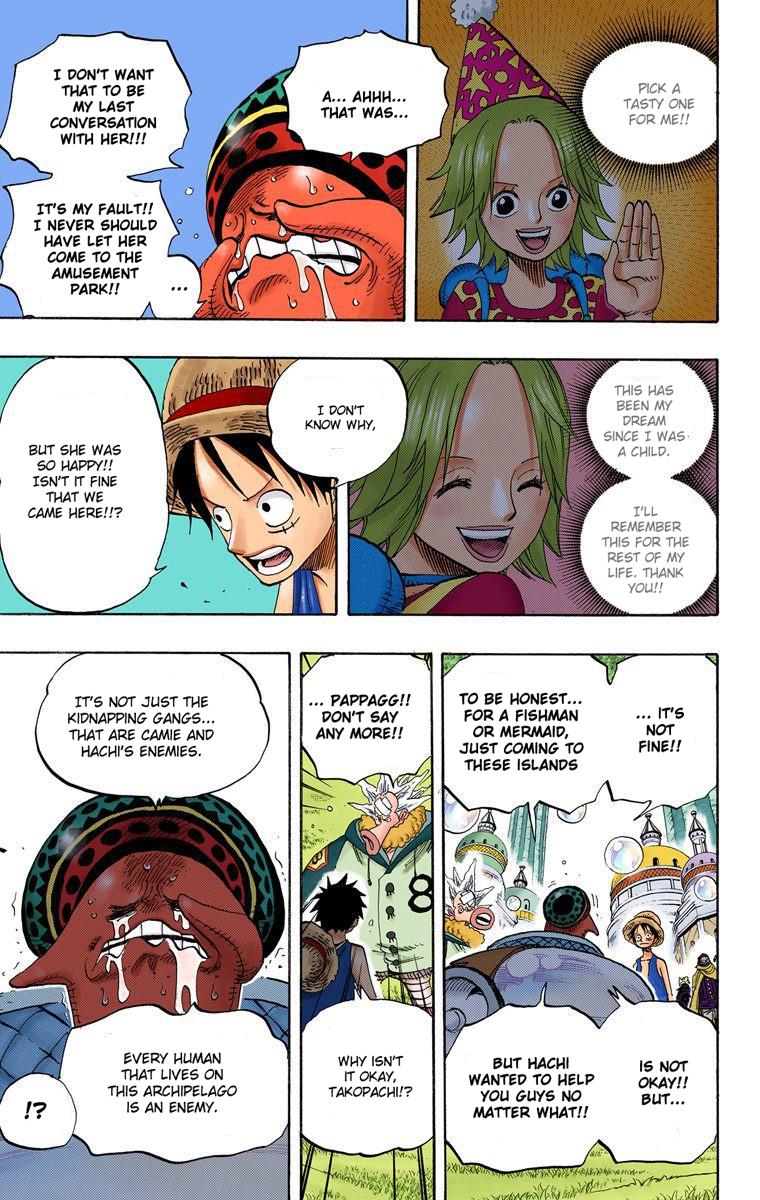 PICK A
TASTY ONE
FOR ME!!
A... AHHH...
THAT WAS...
I DON'T WANT
THAT TO BE
MY LAST
CONVERSATION
WITH HER!!!
IT'S MY FAULT!!
I NEVER SHOULD
HAVE LET HER
COME TO THE
AMUSEMENT
PARK!!
...
THIS HAS
BEEN MY
DREAM
SINCE I WAS
A CHILD.
I'LL
REMEMBER
THIS FOR THE
REST OF MY
LIFE. THANK
YOU!!
I DON'T
KNOW WHY,
BUT SHE WAS
SO HAPPY!!
ISN'T IT FINE
THAT WE
CAME HERE!!?
... IT'S
NOT
FINE!!
TO BE HONEST...
FOR A FISHMAN
OR MERMAID,
JUST COMING TO
THESE ISLANDS
IS NOT
OKAY!!
BUT...
BUT HACHI
WANTED TO HELP
YOU GUYS NO
MATTER WHAT!!
... PAPPAGG!!
DON'T SAY
ANY MORE!!
8
WHY ISN'T
IT OKAY,
TAKOPACHI!?
IT'S NOT JUST THE
KIDNAPPING GANGS...
THAT ARE CAMIE AND
HACHI'S ENEMIES.
EVERY HUMAN
THAT LIVES ON
THIS ARCHIPELAGO
IS AN ENEMY.
!?